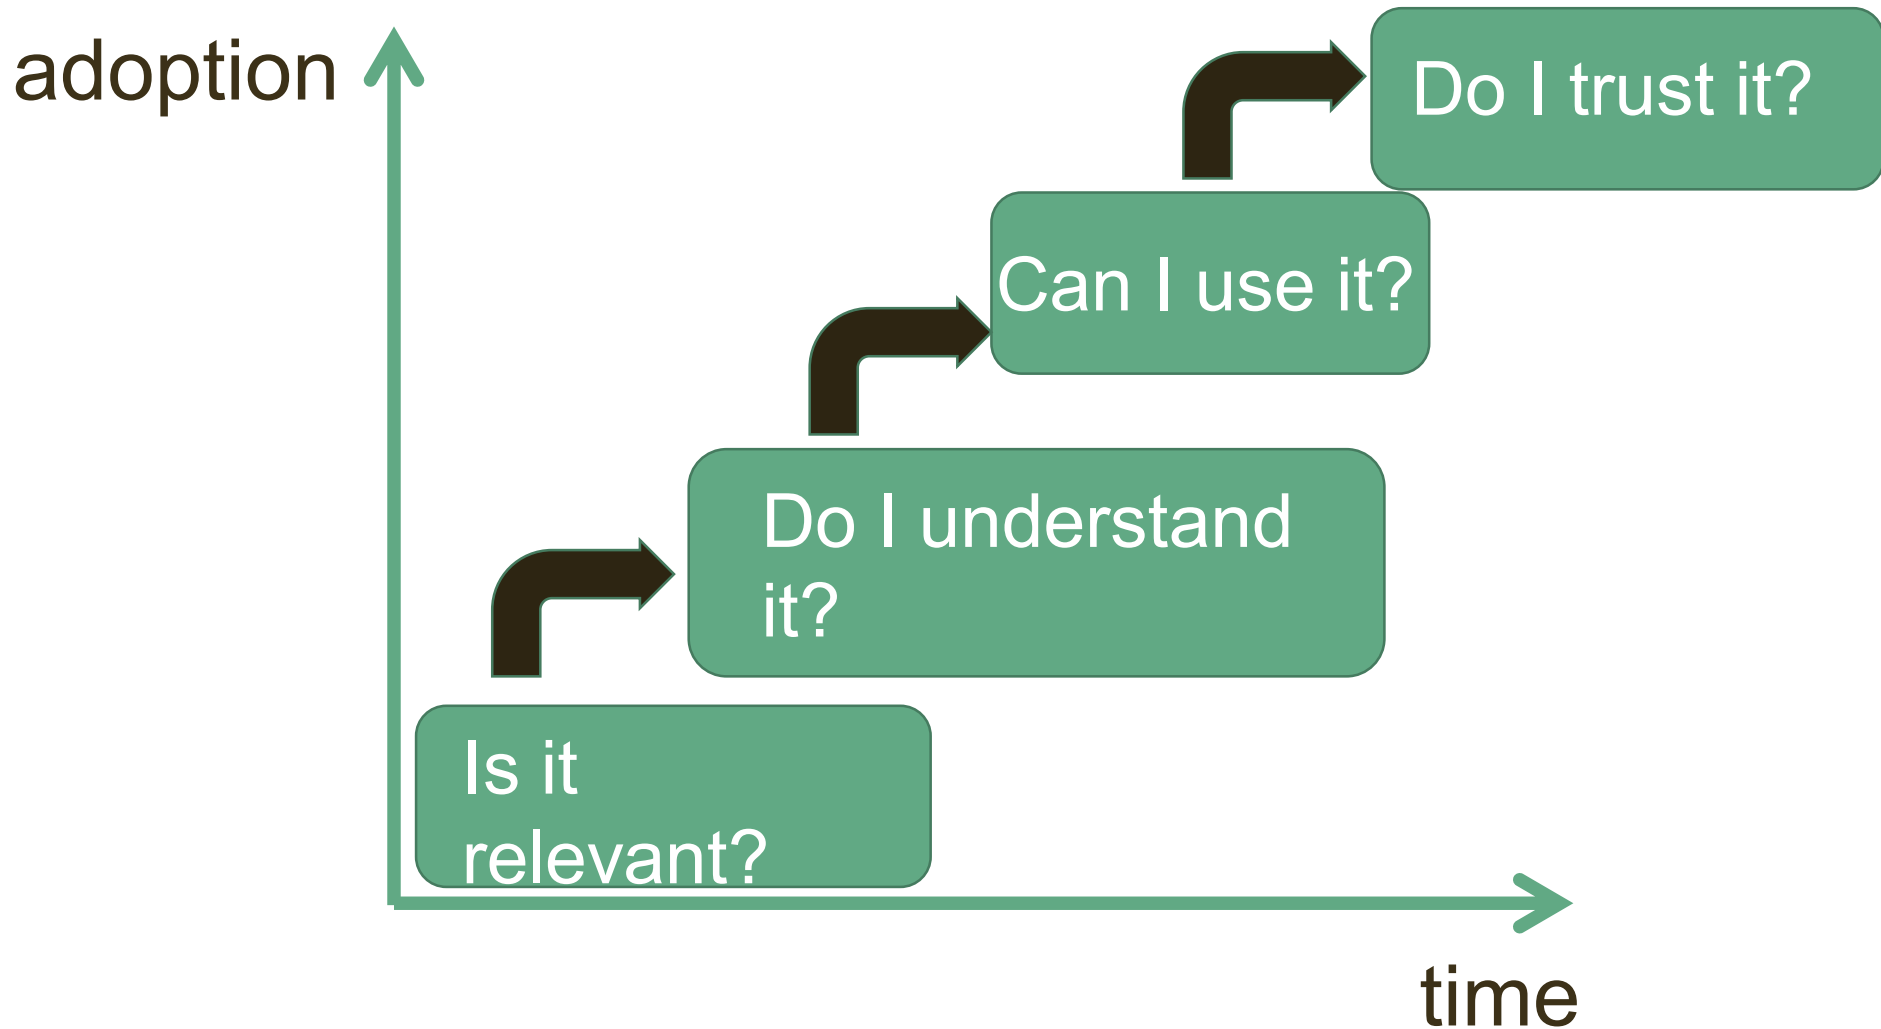 adoption
Do I trust it?
Can I use it?
Do I understand
it?
Is it
relevant?
time